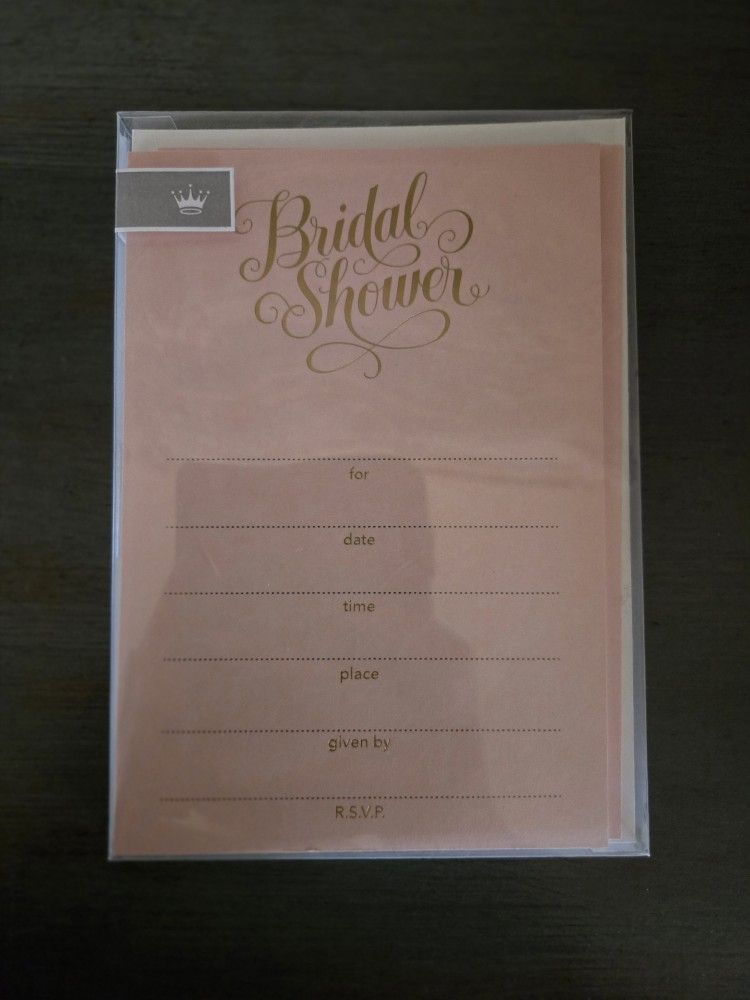 Bridal
Shower
for
date
time
place
given by
R.S.V.P.